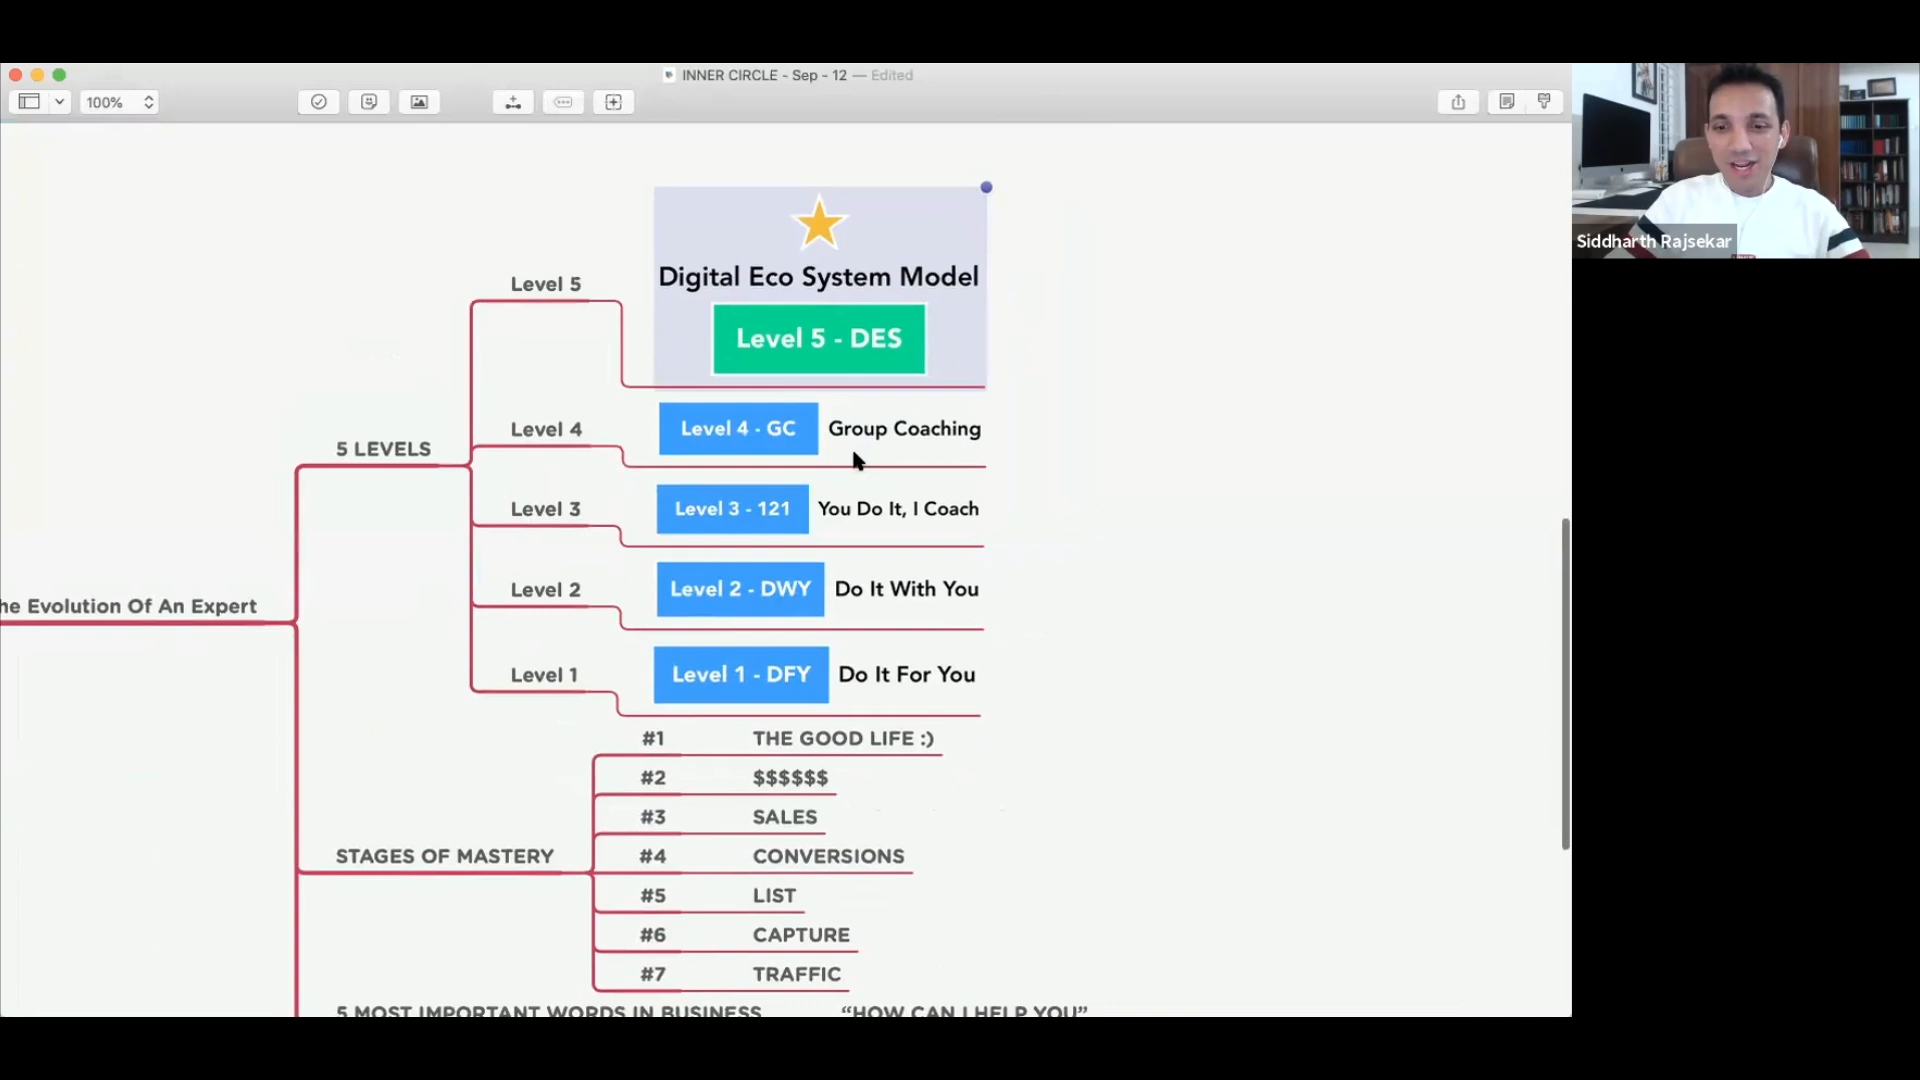 INNER CIRCLE - Sep - 12 — Edited
100%
Siddharth Rajsekar
Digital Eco System Model
Level 5
Level 5 - DES
Level 4
Level 4 - GC Group Coaching
5 LEVELS
Level 3
Level 3 - 121 You Do It, I Coach
Level 2
Level 2 - DWY Do It With You
he Evolution Of An Expert
Level 1
Level 1 - DFY Do It For You
#1 THE GOOD LIFE :)
#2 $$$$$$
#3 SALES
STAGES OF MASTERY
#4 CONVERSIONS
#5 LIST
#6 CAPTURE
#7 TRAFFIC
5 MOST IMPORTANT WORDS IN BUSINESS “HOW CAN I HELP YOU”